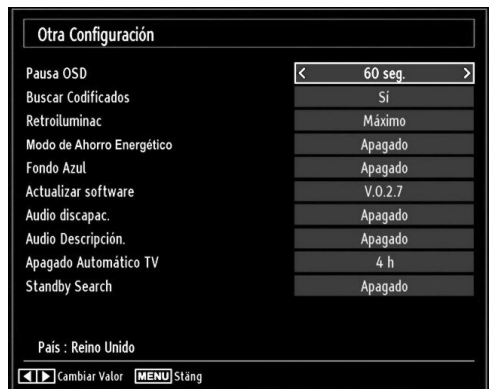 Otra Configuración
Pausa OSD < 60 seg. >
Buscar Codificados Sí
Retroiluminac Máximo
Modo de Ahorro Energético Apagado
Fondo Azul Apagado
Actualizar software V.0.2.7
Audio discapac. Apagado
Audio Descripción. Apagado
Apagado Automático TV 4 h
Standby Search Apagado
País : Reino Unido
Cambiar Valor MENU Stäng